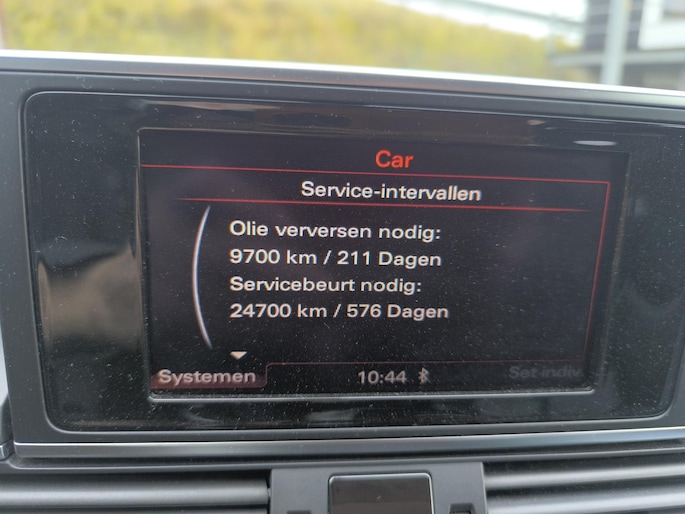 Car
Service-intervallen
Olie verversen nodig:
9700 km / 211 Dagen
Servicebeurt nodig:
24700 km / 576 Dagen
Systemen
10:44
Set indiv.